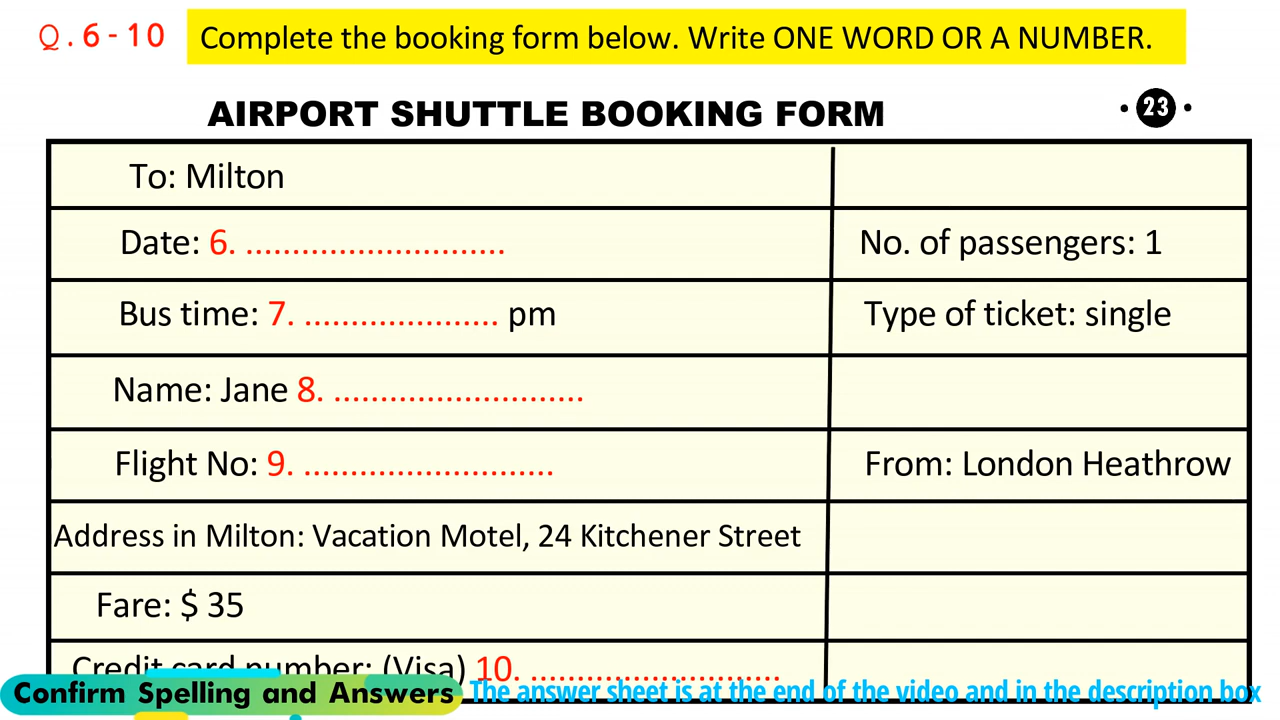 Q.6-10 Complete the booking form below. Write ONE WORD OR A NUMBER.
AIRPORT SHUTTLE BOOKING FORM
• 23 •
To: Milton
Date: 6. ............................ No. of passengers: 1
Bus time: 7. ..................... pm Type of ticket: single
Name: Jane 8. ...........................
Flight No: 9. ........................... From: London Heathrow
Address in Milton: Vacation Motel, 24 Kitchener Street
Fare: $ 35
Credit card number: (Visa) 10. ...........................
Confirm Spelling and Answers The answer sheet is at the end of the video and in the description box